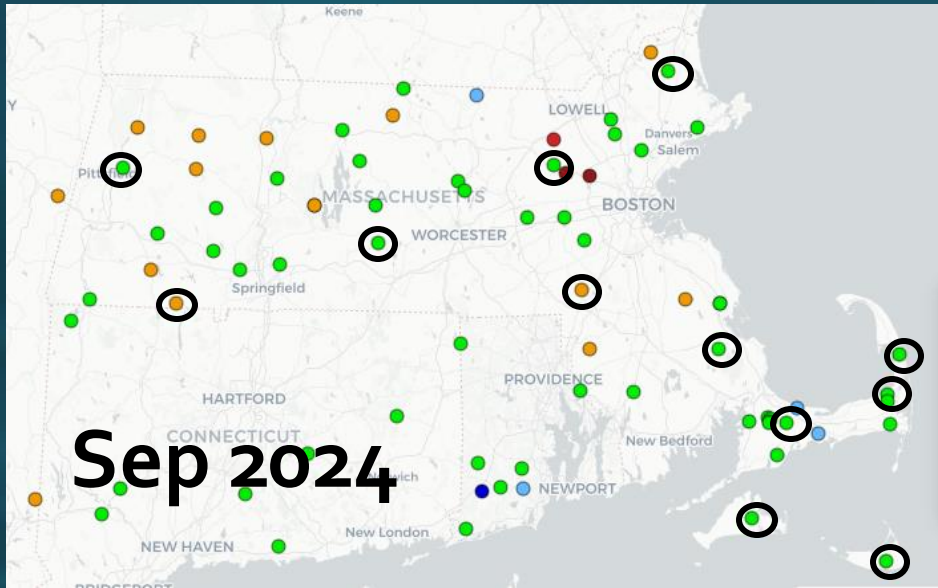 Keene
Y
LOWELL
Danvers
Salem
MASSACHUSETTS
BOSTON
WORCESTER
Springfield
PROVIDENCE
HARTFORD
CONNECTICUT
New Bedford
Sep 2024
NEWPORT
New London
NEW HAVEN
BRIDGEPORT